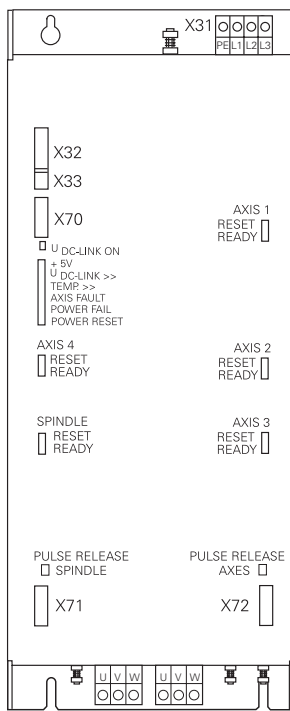 X31
PE L1 L2 L3
X32
X33
X70
AXIS 1
RESET
READY
U DC-LINK ON
+ 5V
U DC-LINK >>
TEMP. >>
AXIS FAULT
POWER FAIL
POWER RESET
AXIS 4
RESET
READY
AXIS 2
RESET
READY
SPINDLE
RESET
READY
AXIS 3
RESET
READY
PULSE RELEASE
SPINDLE
PULSE RELEASE
AXES
X71
X72
U V W
U V W